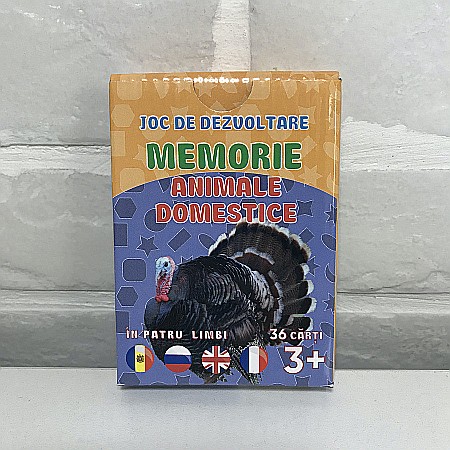 JOC DE DEZVOLTARE
MEMORIE
ANIMALE
DOMESTICE
ÎN PATRU LIMBI
36 CĂRȚI
3+